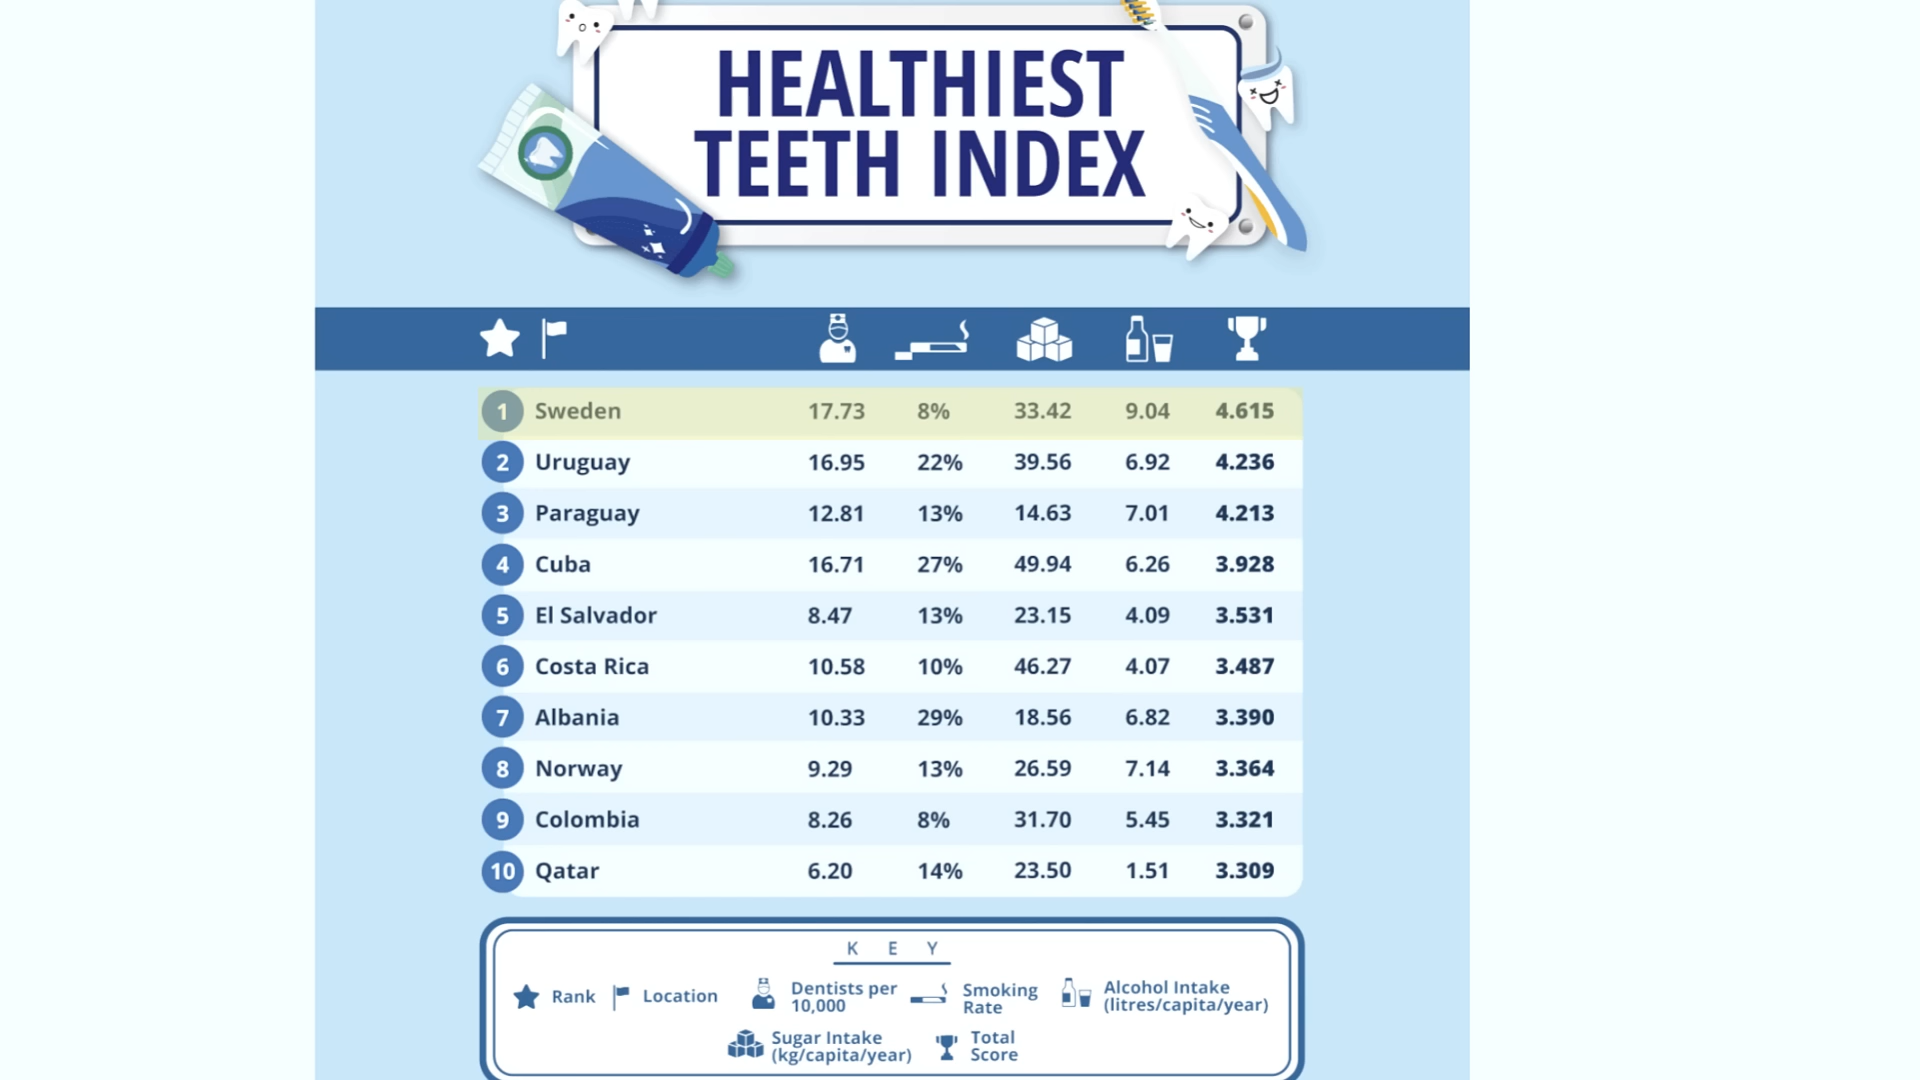 HEALTHIEST
TEETH INDEX
1 Sweden 17.73 8% 33.42 9.04 4.615
2 Uruguay 16.95 22% 39.56 6.92 4.236
3 Paraguay 12.81 13% 14.63 7.01 4.213
4 Cuba 16.71 27% 49.94 6.26 3.928
5 El Salvador 8.47 13% 23.15 4.09 3.531
6 Costa Rica 10.58 10% 46.27 4.07 3.487
7 Albania 10.33 29% 18.56 6.82 3.390
8 Norway 9.29 13% 26.59 7.14 3.364
9 Colombia 8.26 8% 31.70 5.45 3.321
10 Qatar 6.20 14% 23.50 1.51 3.309
KEY
Rank
Location
Dentists per
10,000
Smoking
Rate
Alcohol Intake
(litres/capita/year)
Sugar Intake
(kg/capita/year)
Total
Score